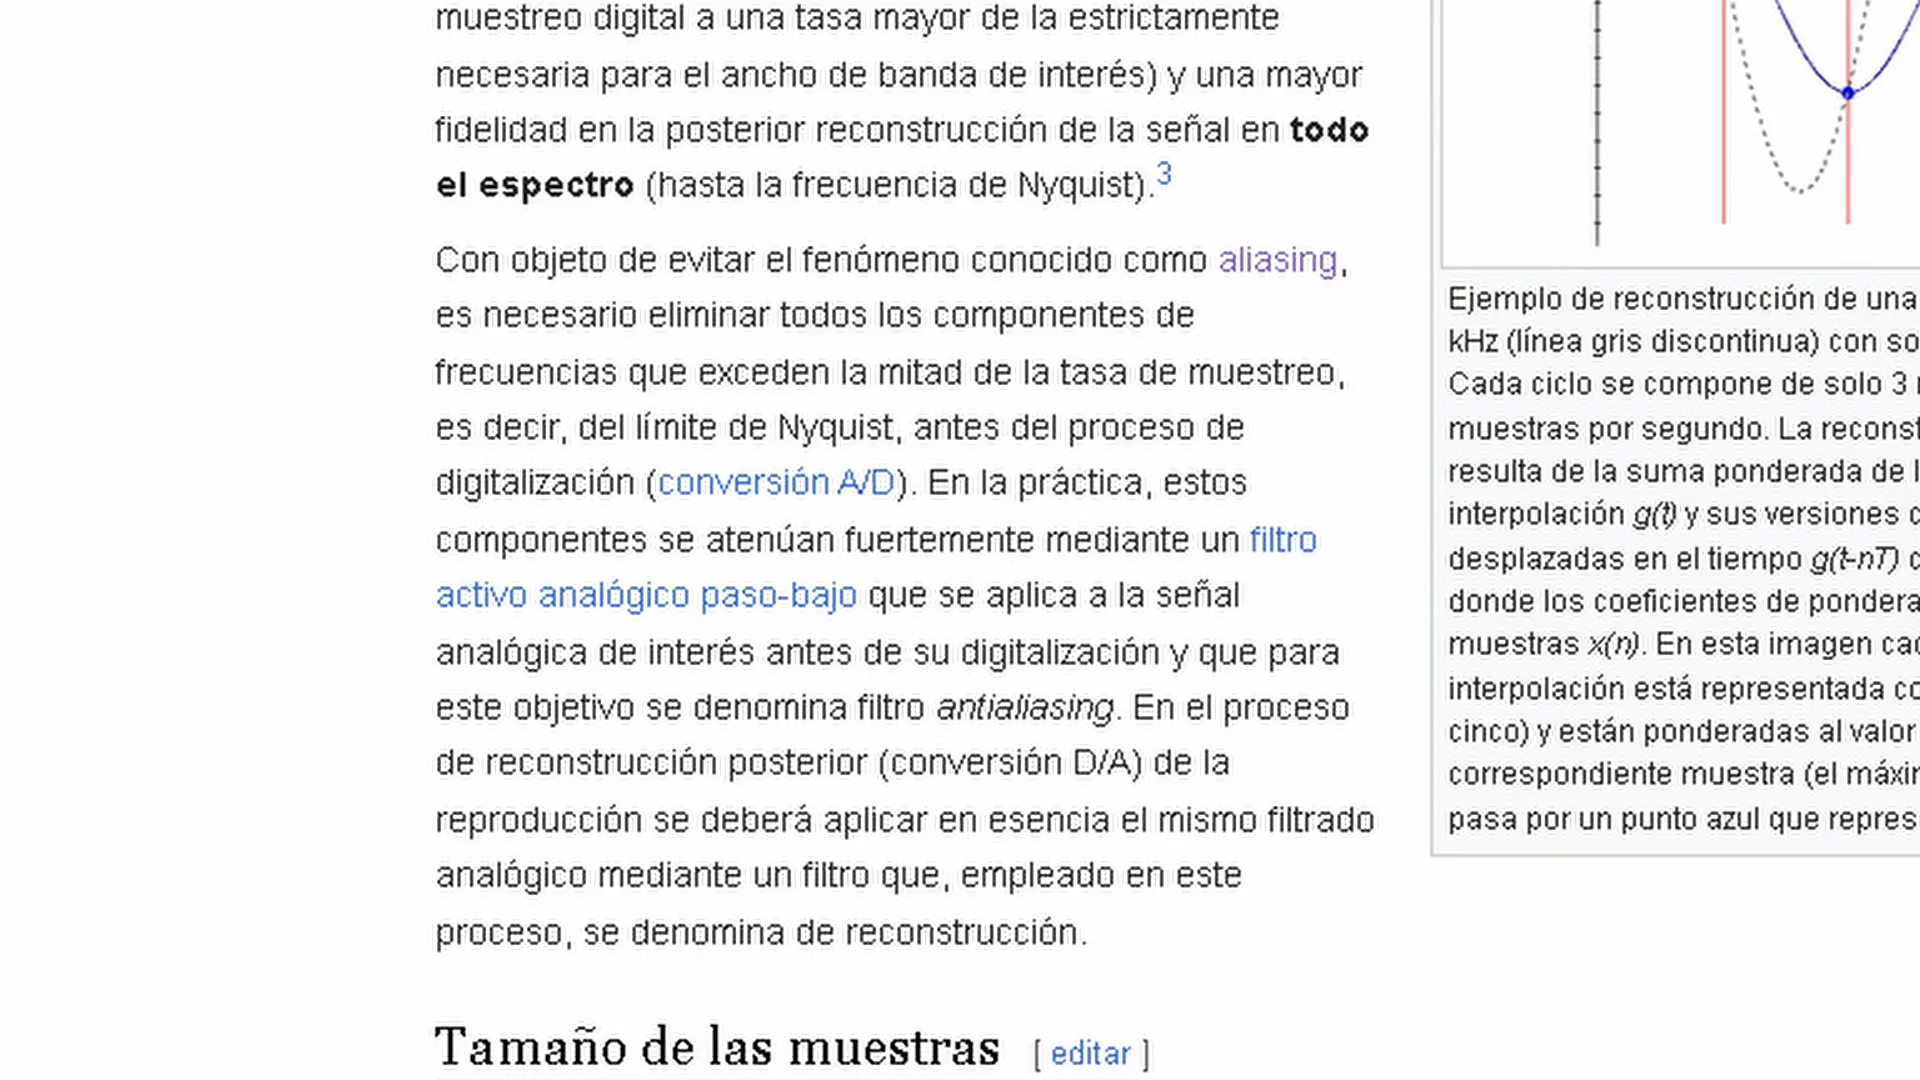 muestreo digital a una tasa mayor de la estrictamente
necesaria para el ancho de banda de interés) y una mayor
fidelidad en la posterior reconstrucción de la señal en todo
el espectro (hasta la frecuencia de Nyquist).3
Con objeto de evitar el fenómeno conocido como aliasing,
es necesario eliminar todos los componentes de
frecuencias que exceden la mitad de la tasa de muestreo,
es decir, del límite de Nyquist, antes del proceso de
digitalización (conversión A/D). En la práctica, estos
componentes se atenúan fuertemente mediante un filtro
activo analógico paso-bajo que se aplica a la señal
analógica de interés antes de su digitalización y que para
este objetivo se denomina filtro antialiasing. En el proceso
de reconstrucción posterior (conversión D/A) de la
reproducción se deberá aplicar en esencia el mismo filtrado
analógico mediante un filtro que, empleado en este
proceso, se denomina de reconstrucción.
Tamaño de las muestras [ editar ]
Ejemplo de reconstrucción de una
kHz (línea gris discontinua) con so
Cada ciclo se compone de solo 3
muestras por segundo. La reconst
resulta de la suma ponderada de l
interpolación g(t) y sus versiones c
desplazadas en el tiempo g(t-nT) c
donde los coeficientes de pondera
muestras x(n). En esta imagen cad
interpolación está representada co
cinco) y están ponderadas al valor
correspondiente muestra (el máxim
pasa por un punto azul que repres